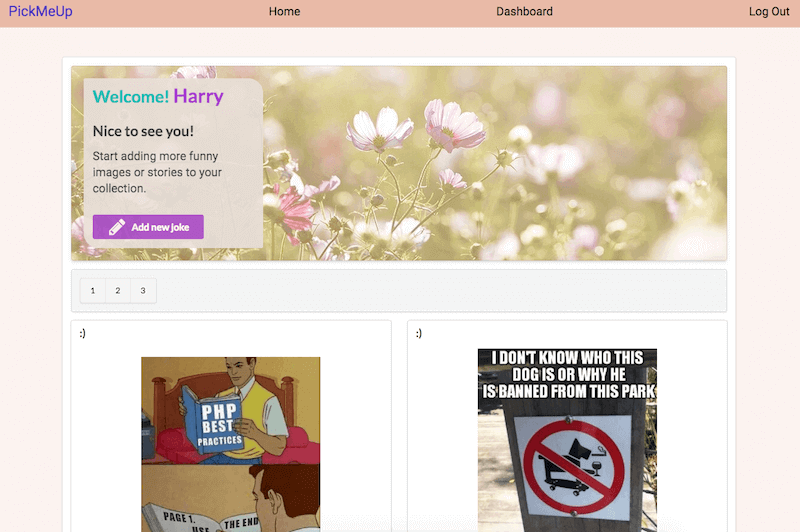 PickMeUp
Home
Dashboard
Log Out
Welcome! Harry
Nice to see you!
Start adding more funny
images or stories to your
collection.
Add new joke
1 2 3
:)
:)
PHP
BEST
PRACTICES
PAGE 1.
USE
THE END
I DON'T KNOW WHO THIS
DOG IS OR WHY HE
IS BANNED FROM THIS PARK